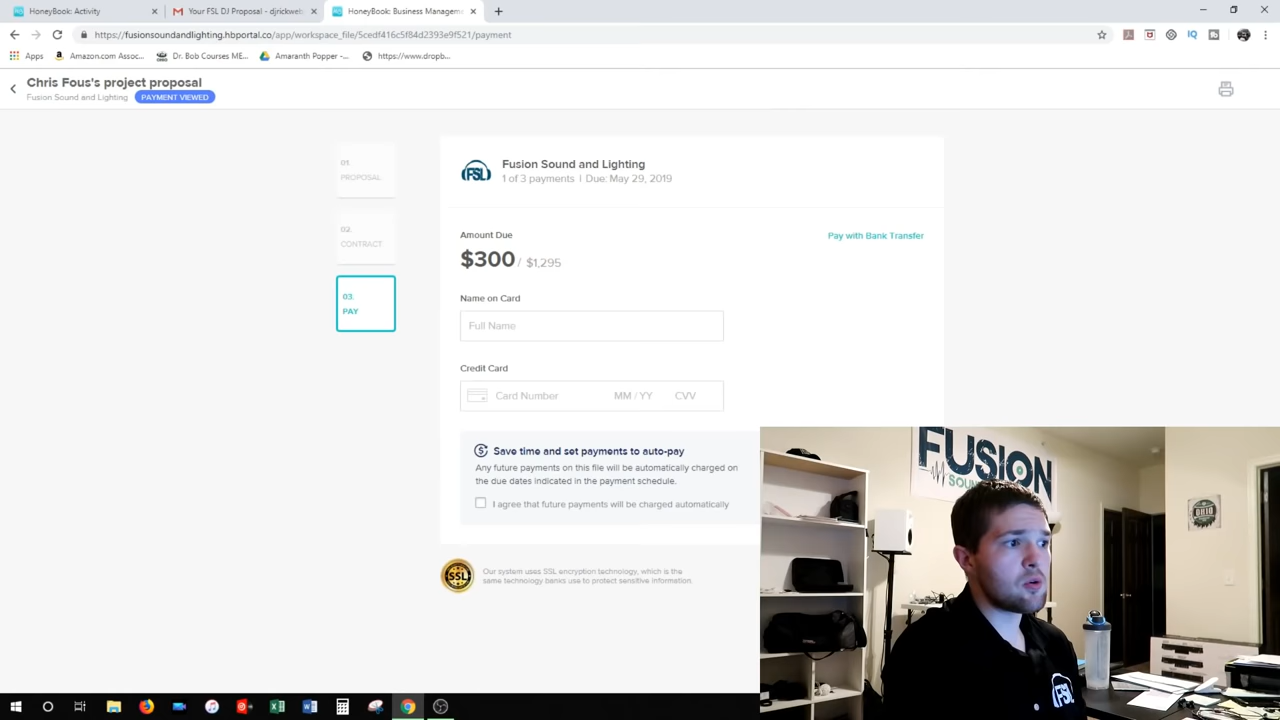 HoneyBook: Activity
Your FSL DJ Proposal - djrickweb
HoneyBook: Business Manageme
https://fusionsoundandlighting.hbportal.co/app/workspace_file/5cedf416c5f84d2393e9f521/payment
Apps
Amazon.com Assoc...
Dr. Bob Courses ME...
Amaranth Popper -...
https://www.dropb...
Chris Fous's project proposal
Fusion Sound and Lighting
PAYMENT VIEWED
01.
PROPOSAL
02.
CONTRACT
03.
PAY
FSL
Fusion Sound and Lighting
1 of 3 payments | Due: May 29, 2019
Amount Due
Pay with Bank Transfer
$300 / $1,295
Name on Card
Full Name
Credit Card
Card Number
MM / YY
CVV
Save time and set payments to auto-pay
Any future payments on this file will be automatically charged on
the due dates indicated in the payment schedule.
I agree that future payments will be charged automatically
SSL
Our system uses SSL encryption technology, which is the
same technology banks use to protect sensitive information.
FUSION
OHIO
FSL